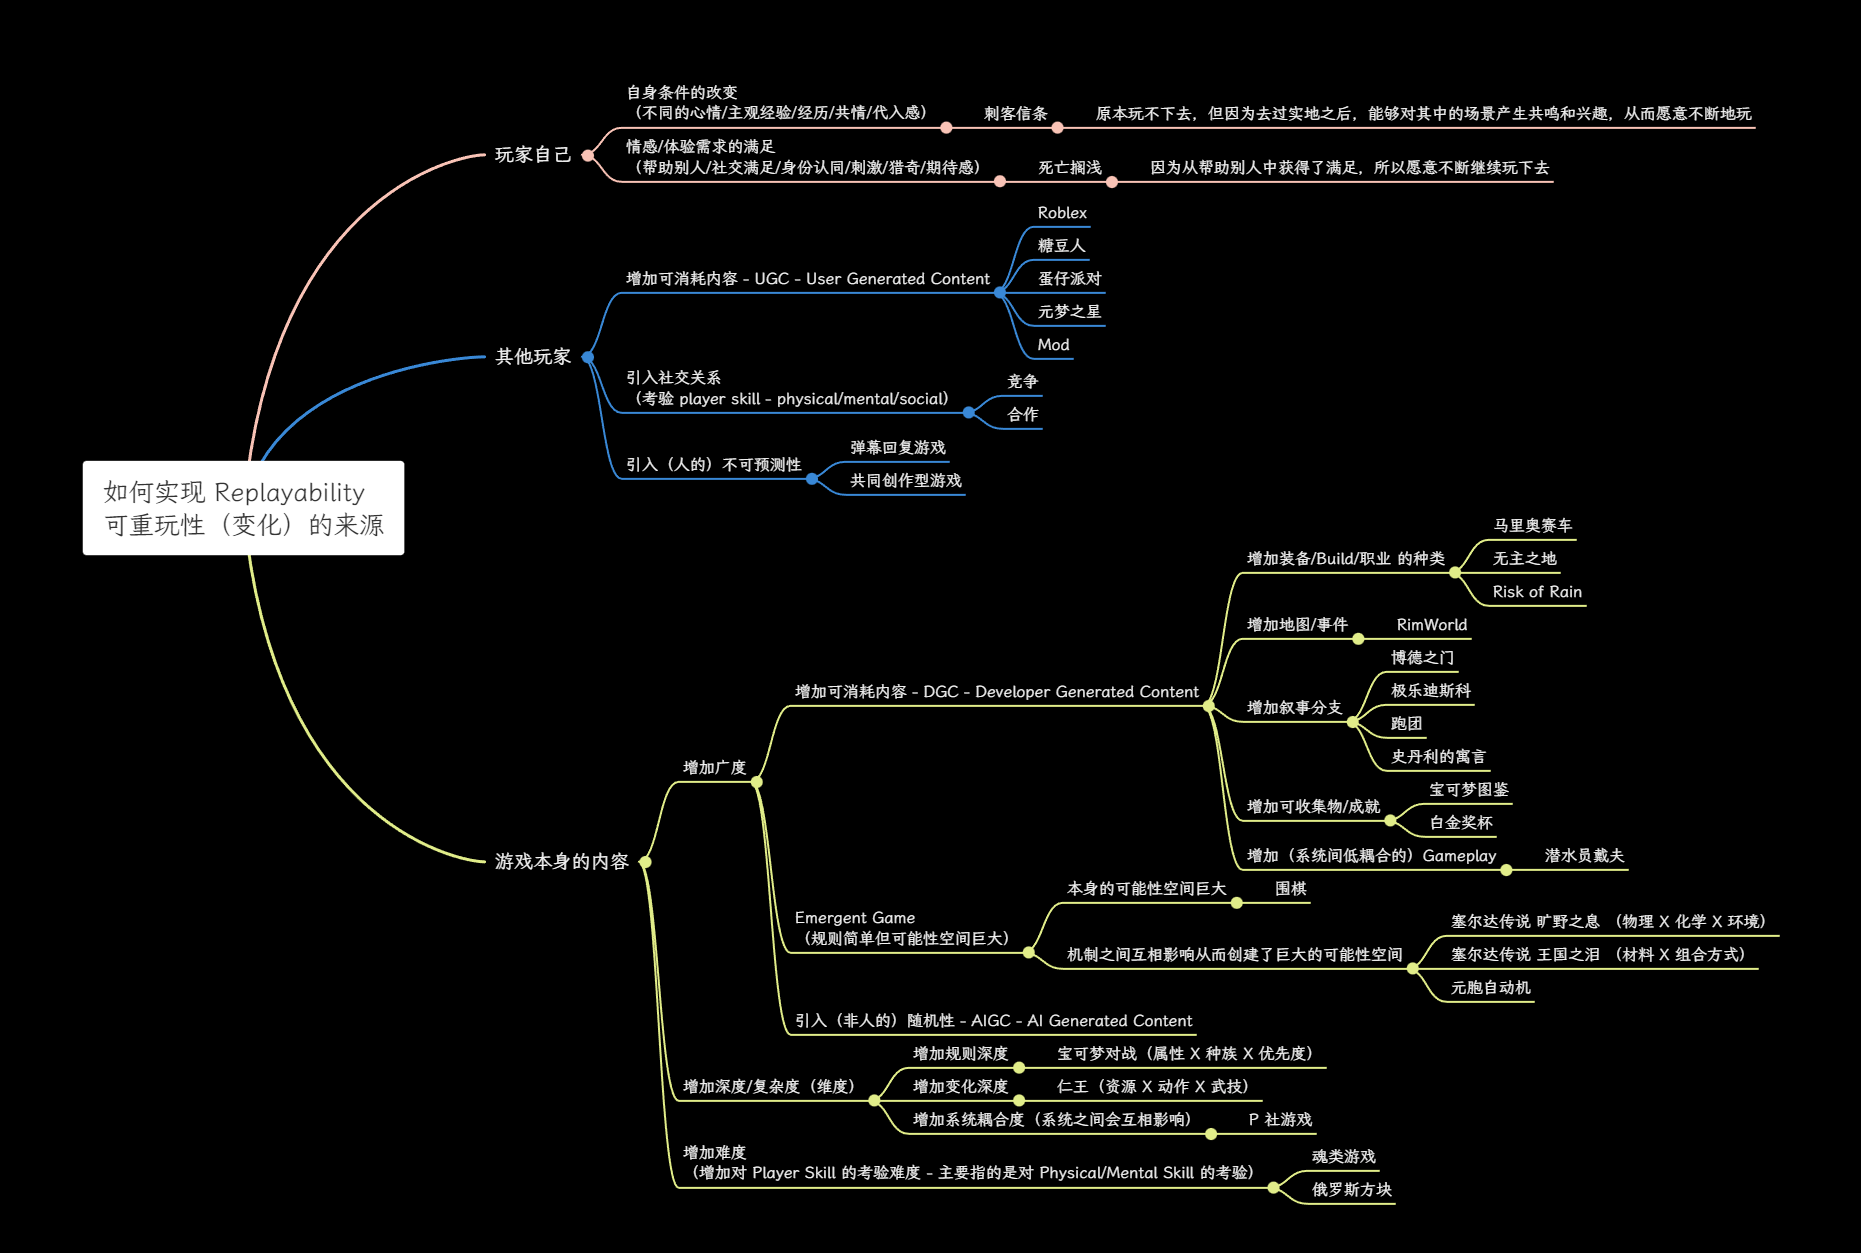 如何实现 Replayability
可重玩性（变化）的来源
玩家自己
自身条件的改变
（不同的心情/主观经验/经历/共情/代入感）
刺客信条
原本玩不下去，但因为去过实地之后，能够对其中的场景产生共鸣和兴趣，从而愿意不断地玩
情感/体验需求的满足
（帮助别人/社交满足/身份认同/刺激/猎奇/期待感）
死亡搁浅
因为从帮助别人中获得了满足，所以愿意不断继续玩下去
其他玩家
增加可消耗内容 - UGC - User Generated Content
Roblex
糖豆人
蛋仔派对
元梦之星
Mod
引入社交关系
（考验 player skill - physical/mental/social）
竞争
合作
引入（人的）不可预测性
弹幕回复游戏
共同创作型游戏
游戏本身的内容
增加广度
增加可消耗内容 - DGC - Developer Generated Content
增加装备/Build/职业 的种类
马里奥赛车
无主之地
Risk of Rain
增加地图/事件
RimWorld
增加叙事分支
博德之门
极乐迪斯科
跑团
史丹利的寓言
增加可收集物/成就
宝可梦图鉴
白金奖杯
增加（系统间低耦合的）Gameplay
潜水员戴夫
Emergent Game
（规则简单但可能性空间巨大）
本身的可能性空间巨大
围棋
机制之间互相影响从而创建了巨大的可能性空间
塞尔达传说 旷野之息 （物理 X 化学 X 环境）
塞尔达传说 王国之泪 （材料 X 组合方式）
元胞自动机
引入（非人的）随机性 - AIGC - AI Generated Content
增加深度/复杂度（维度）
增加规则深度
宝可梦对战（属性 X 种族 X 优先度）
增加变化深度
仁王（资源 X 动作 X 武技）
增加系统耦合度（系统之间会互相影响）
P 社游戏
增加难度
（增加对 Player Skill 的考验难度 - 主要指的是对 Physical/Mental Skill 的考验）
魂类游戏
俄罗斯方块